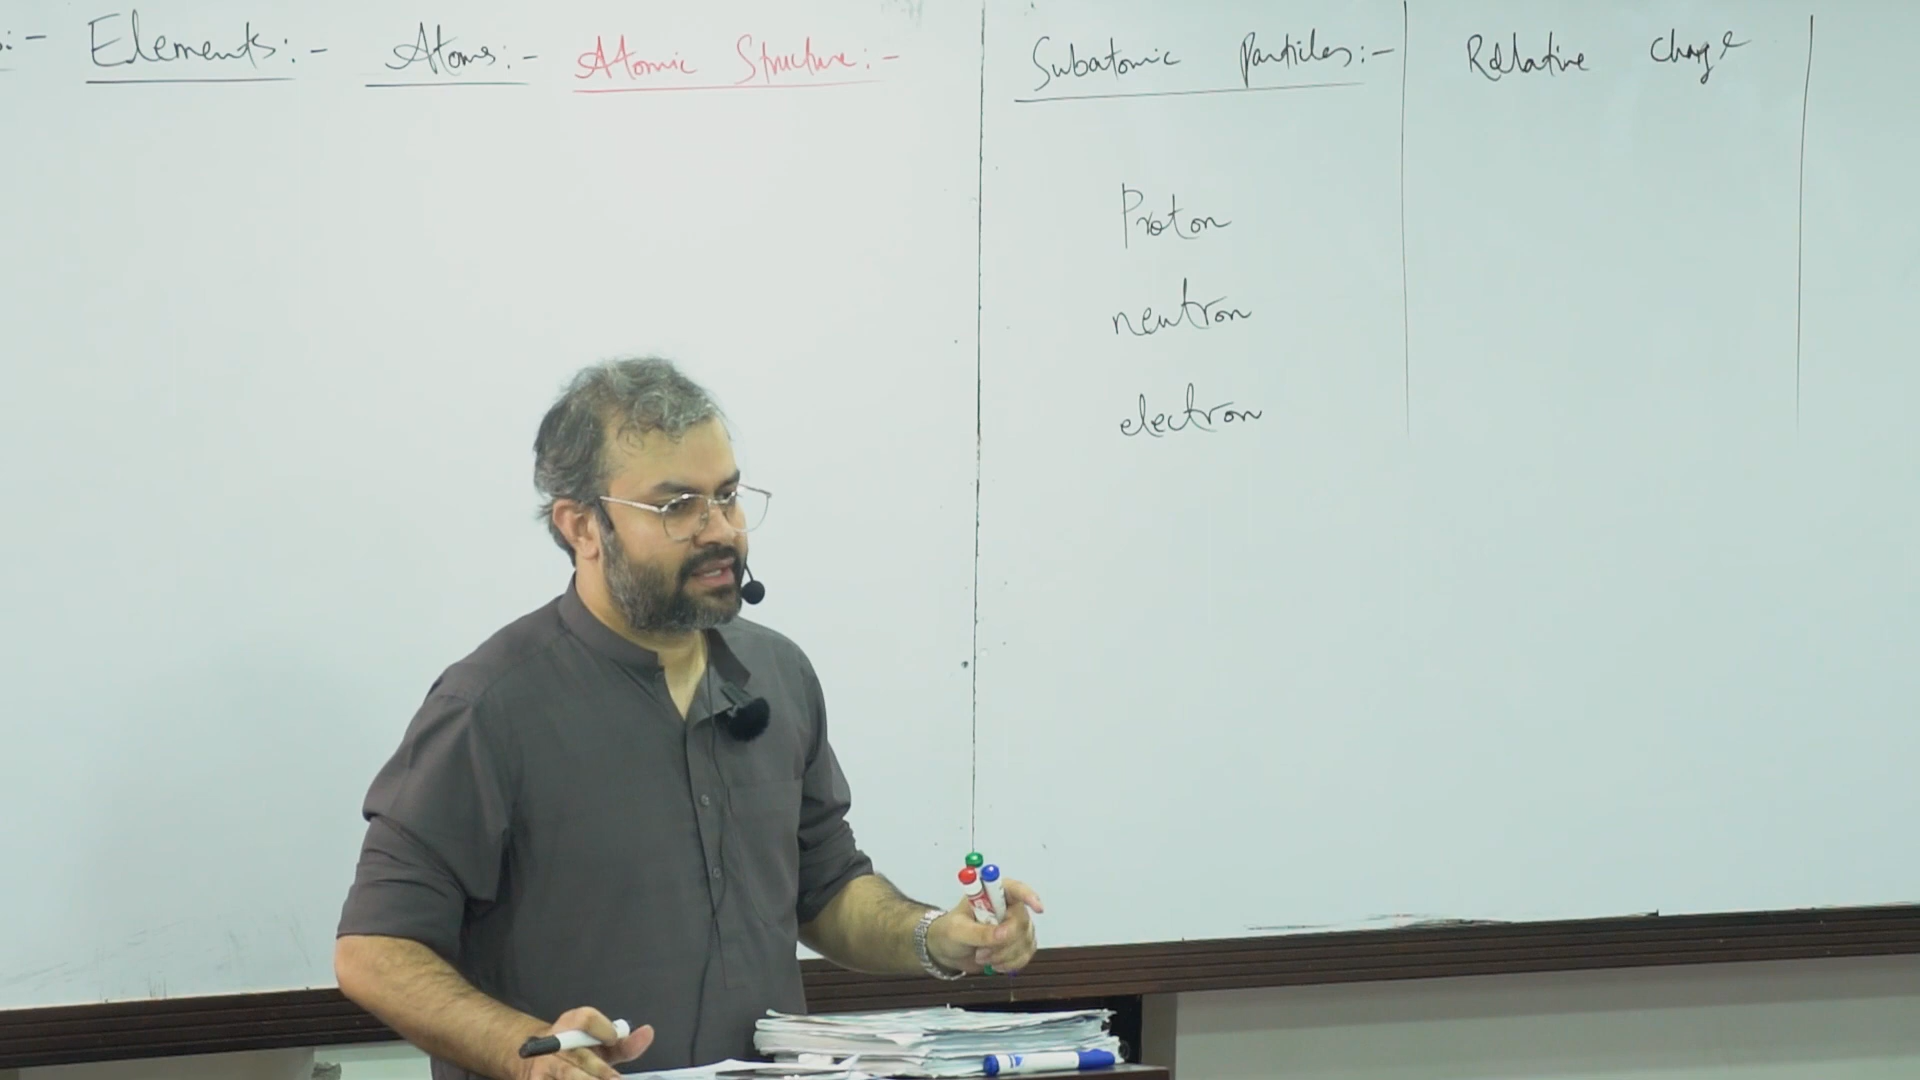 :- Elements:- Atoms:- Atomic Structure:- Subatomic Particles:- Relative charge
Proton
neutron
electron